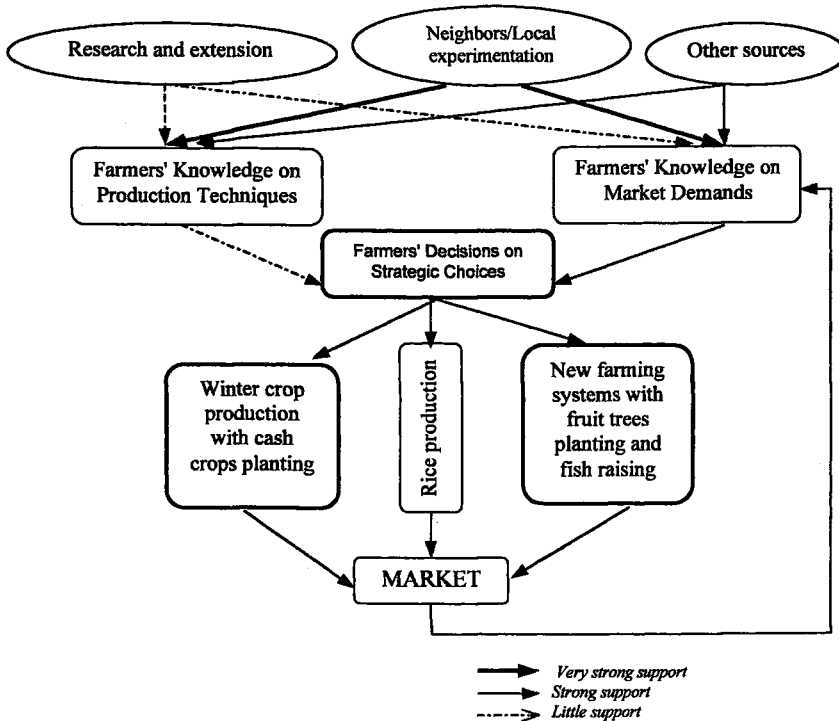 Research and extension
Neighbors/Local
experimentation
Other sources
Farmers' Knowledge on
Production Techniques
Farmers' Knowledge on
Market Demands
Farmers' Decisions on
Strategic Choices
Winter crop
production
with cash
crops planting
Rice production
New farming
systems with
fruit trees
planting and
fish raising
MARKET
Very strong support
Strong support
Little support